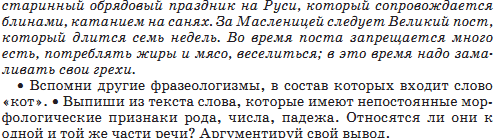 старинный обрядовый праздник на Руси, который сопровождается
блинами, катанием на санях. За Масленицей следует Великий пост,
который длится семь недель. Во время поста запрещается много
есть, потреблять жиры и мясо, веселиться; в это время надо зама-
ливать свои грехи.
• Вспомни другие фразеологизмы, в состав которых входит слово
«кот». • Выпиши из текста слова, которые имеют непостоянные мор-
фологические признаки рода, числа, падежа. Относятся ли они к
одной и той же части речи? Аргументируй свой вывод.